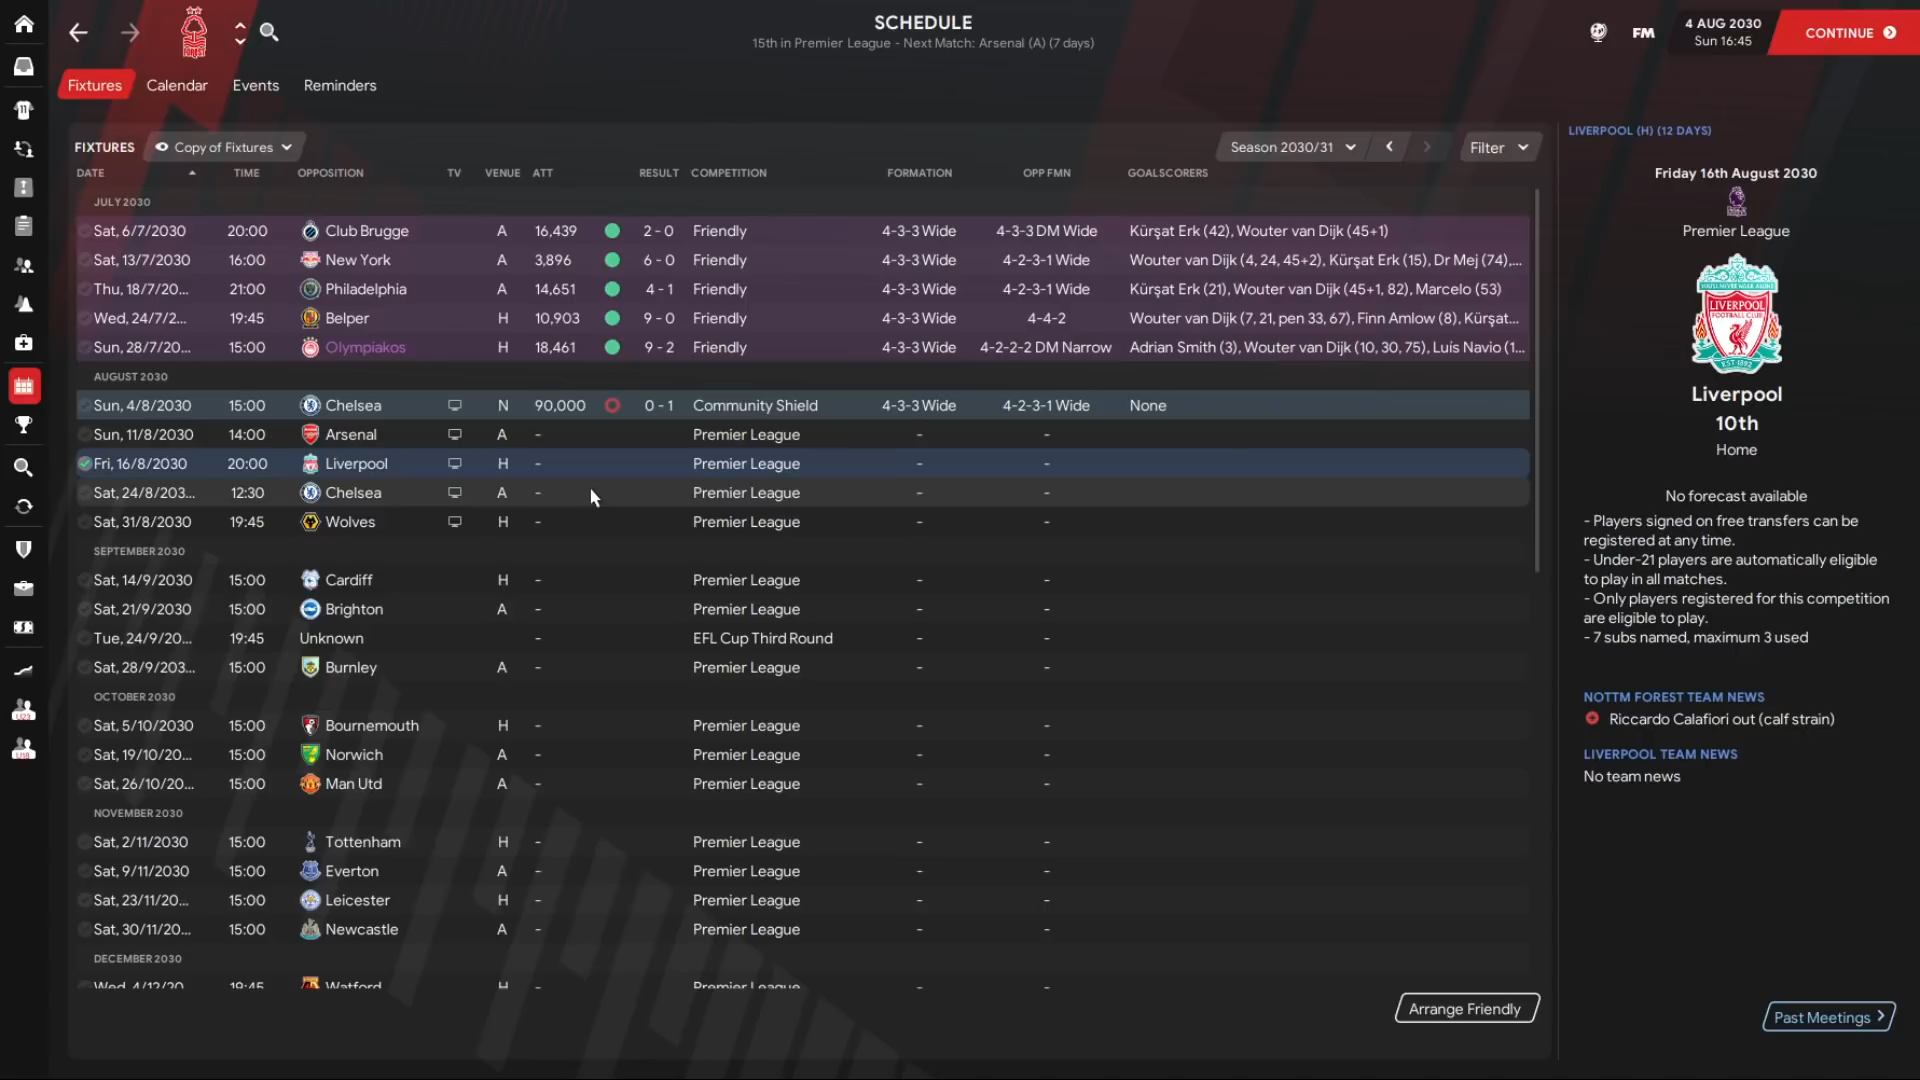 SCHEDULE
15th in Premier League - Next Match: Arsenal (A) (7 days)
FM
4 AUG 2030
Sun 16:45
CONTINUE
Fixtures Calendar Events Reminders
FIXTURES Copy of Fixtures Season 2030/31 Filter
DATE TIME OPPOSITION TV VENUE ATT RESULT COMPETITION FORMATION OPP FMN GOALSCORERS
JULY 2030
Sat, 6/7/2030 20:00 Club Brugge A 16,439 2 - 0 Friendly 4-3-3 Wide 4-3-3 DM Wide Kürşat Erk (42), Wouter van Dijk (45+1)
Sat, 13/7/2030 16:00 New York A 3,896 6 - 0 Friendly 4-3-3 Wide 4-2-3-1 Wide Wouter van Dijk (4, 24, 45+2), Kürşat Erk (15), Dr Mej (74),...
Thu, 18/7/20... 21:00 Philadelphia A 14,651 4 - 1 Friendly 4-3-3 Wide 4-2-3-1 Wide Kürşat Erk (21), Wouter van Dijk (45+1, 82), Marcelo (53)
Wed, 24/7/2... 19:45 Belper H 10,903 9 - 0 Friendly 4-3-3 Wide 4-4-2 Wouter van Dijk (7, 21, pen 33, 67), Finn Amlow (8), Kürşat...
Sun, 28/7/20... 15:00 Olympiakos H 18,461 9 - 2 Friendly 4-3-3 Wide 4-2-2-2 DM Narrow Adrian Smith (3), Wouter van Dijk (10, 30, 75), Luís Navio (1...
AUGUST 2030
Sun, 4/8/2030 15:00 Chelsea N 90,000 0 - 1 Community Shield 4-3-3 Wide 4-2-3-1 Wide None
Sun, 11/8/2030 14:00 Arsenal A - Premier League - -
Fri, 16/8/2030 20:00 Liverpool H - Premier League - -
Sat, 24/8/203... 12:30 Chelsea A - Premier League - -
Sat, 31/8/2030 19:45 Wolves H - Premier League - -
SEPTEMBER 2030
Sat, 14/9/2030 15:00 Cardiff H - Premier League - -
Sat, 21/9/2030 15:00 Brighton A - Premier League - -
Tue, 24/9/20... 19:45 Unknown - EFL Cup Third Round - -
Sat, 28/9/203... 15:00 Burnley A - Premier League - -
OCTOBER 2030
Sat, 5/10/2030 15:00 Bournemouth H - Premier League - -
Sat, 19/10/20... 15:00 Norwich A - Premier League - -
Sat, 26/10/20... 15:00 Man Utd A - Premier League - -
NOVEMBER 2030
Sat, 2/11/2030 15:00 Tottenham H - Premier League - -
Sat, 9/11/2030 15:00 Everton A - Premier League - -
Sat, 23/11/20... 15:00 Leicester H - Premier League - -
Sat, 30/11/20... 15:00 Newcastle A - Premier League - -
DECEMBER 2030
Wed, 4/12/20... 19:45 Watford H - Premier League - -
Arrange Friendly
LIVERPOOL (H) (12 DAYS)
Friday 16th August 2030
Premier League
Liverpool
10th
Home
No forecast available
- Players signed on free transfers can be
registered at any time.
- Under-21 players are automatically eligible
to play in all matches.
- Only players registered for this competition
are eligible to play.
- 7 subs named, maximum 3 used
NOTTM FOREST TEAM NEWS
Riccardo Calafiori out (calf strain)
LIVERPOOL TEAM NEWS
No team news
Past Meetings